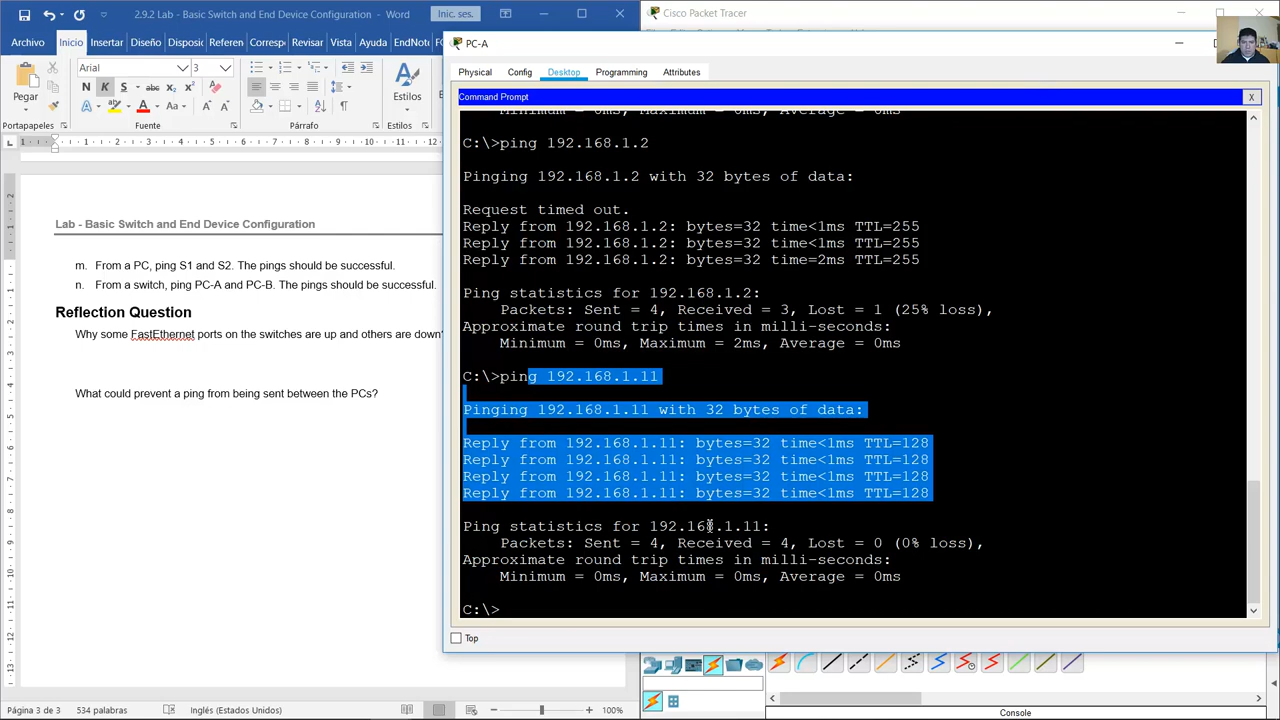 2.9.2 Lab - Basic Switch and End Device Configuration
Inic. ses.
Archivo Inicio Insertar Diseño Disposic Referen Corresp Revisar Vista Ayuda EndNote
Pegar
Arial 3
Estilos
Edición
Portapapeles Fuente Párrafo Estilos
Lab - Basic Switch and End Device Configuration
m. From a PC, ping S1 and S2. The pings should be successful.
n. From a switch, ping PC-A and PC-B. The pings should be successful.
Reflection Question
Why some FastEthernet ports on the switches are up and others are down?
What could prevent a ping from being sent between the PCs?
Página 3 de 3 534 palabras Inglés (Estados Unidos) 100%
Cisco Packet Tracer
PC-A
Physical Config Desktop Programming Attributes
Command Prompt X
Minimum = 0ms, Maximum = 0ms, Average = 0ms
C:\>ping 192.168.1.2
Pinging 192.168.1.2 with 32 bytes of data:
Request timed out.
Reply from 192.168.1.2: bytes=32 time<1ms TTL=255
Reply from 192.168.1.2: bytes=32 time<1ms TTL=255
Reply from 192.168.1.2: bytes=32 time=2ms TTL=255
Ping statistics for 192.168.1.2:
Packets: Sent = 4, Received = 3, Lost = 1 (25% loss),
Approximate round trip times in milli-seconds:
Minimum = 0ms, Maximum = 2ms, Average = 0ms
C:\>ping 192.168.1.11
Pinging 192.168.1.11 with 32 bytes of data:
Reply from 192.168.1.11: bytes=32 time<1ms TTL=128
Reply from 192.168.1.11: bytes=32 time<1ms TTL=128
Reply from 192.168.1.11: bytes=32 time<1ms TTL=128
Reply from 192.168.1.11: bytes=32 time<1ms TTL=128
Ping statistics for 192.168.1.11:
Packets: Sent = 4, Received = 4, Lost = 0 (0% loss),
Approximate round trip times in milli-seconds:
Minimum = 0ms, Maximum = 0ms, Average = 0ms
C:\>
Top
Console